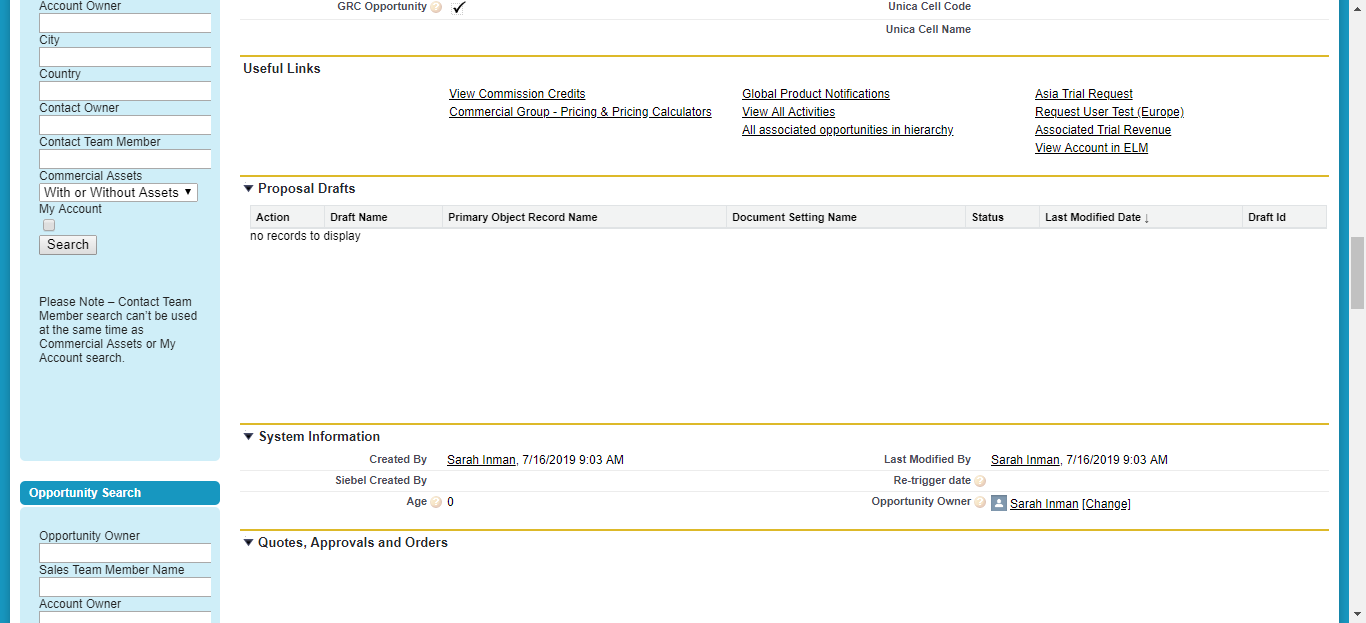 Account Owner
City
Country
Contact Owner
Contact Team Member
Commercial Assets
With or Without Assets
My Account
Search
Please Note – Contact Team
Member search can't be used
at the same time as
Commercial Assets or My
Account search.
Opportunity Search
Opportunity Owner
Sales Team Member Name
Account Owner
GRC Opportunity ? Unica Cell Code
Unica Cell Name
Useful Links
View Commission Credits Global Product Notifications Asia Trial Request
Commercial Group - Pricing & Pricing Calculators View All Activities Request User Test (Europe)
All associated opportunities in hierarchy Associated Trial Revenue
View Account in ELM
Proposal Drafts
Action Draft Name Primary Object Record Name Document Setting Name Status Last Modified Date ↓ Draft Id
no records to display
System Information
Created By Sarah Inman, 7/16/2019 9:03 AM Last Modified By Sarah Inman, 7/16/2019 9:03 AM
Siebel Created By Re-trigger date ?
Age ? 0 Opportunity Owner ? Sarah Inman [Change]
Quotes, Approvals and Orders